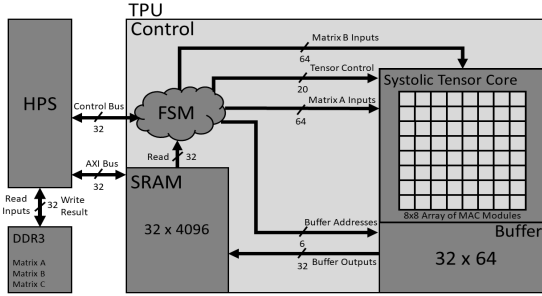 TPU
Control
Matrix B Inputs
64
Tensor Control
20
Matrix A Inputs
64
Systolic Tensor Core
8x8 Array of MAC Modules
HPS
Control Bus
32
FSM
AXI Bus
32
Read
32
Read
Inputs
32
Write
Result
SRAM
32 x 4096
DDR3
Matrix A
Matrix B
Matrix C
Buffer Addresses
6
32
Buffer Outputs
Buffer
32 x 64